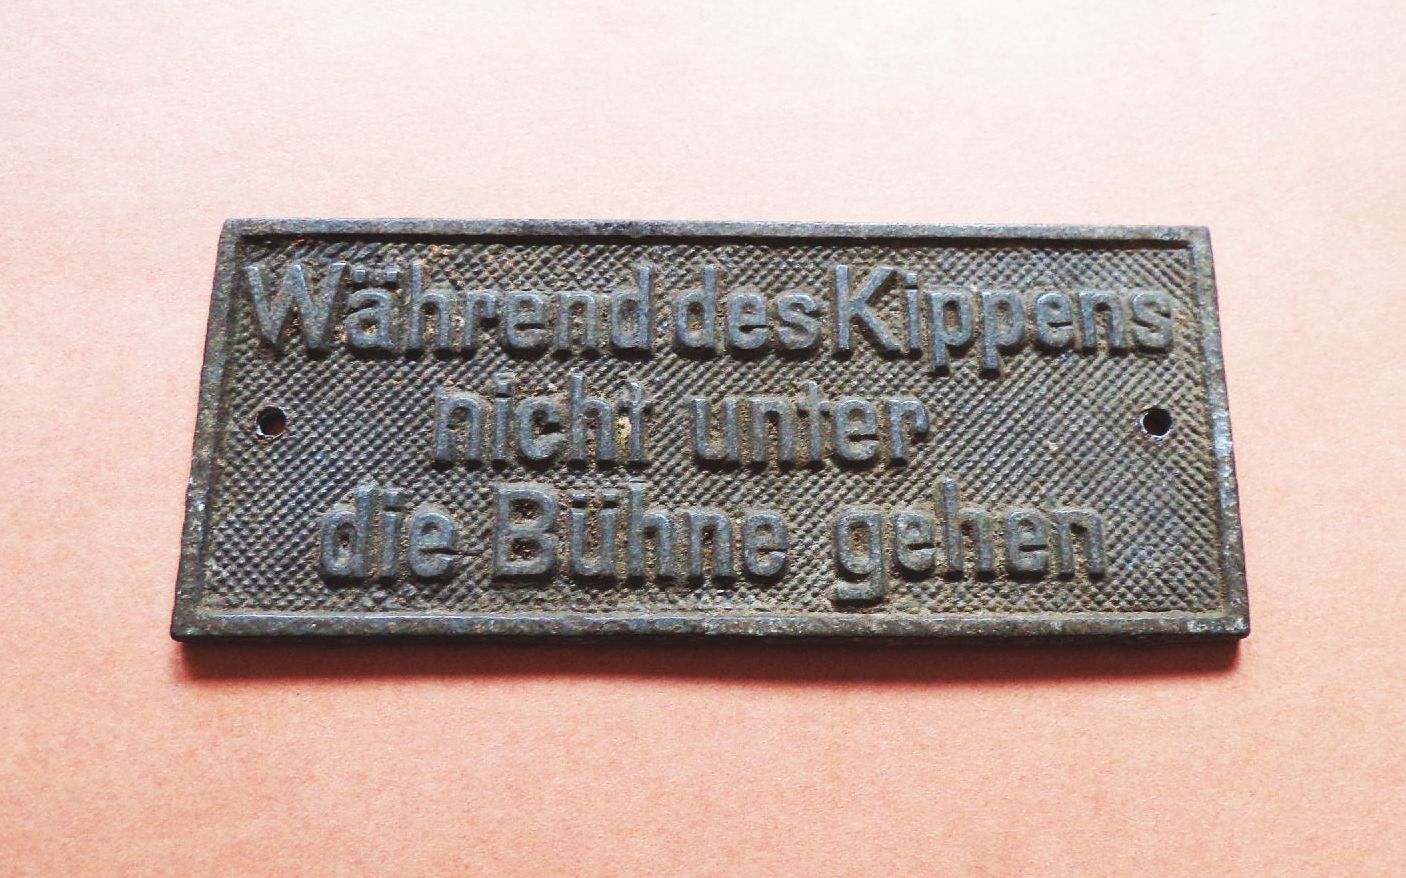 Während des Kippens
nicht unter
die Bühne gehen